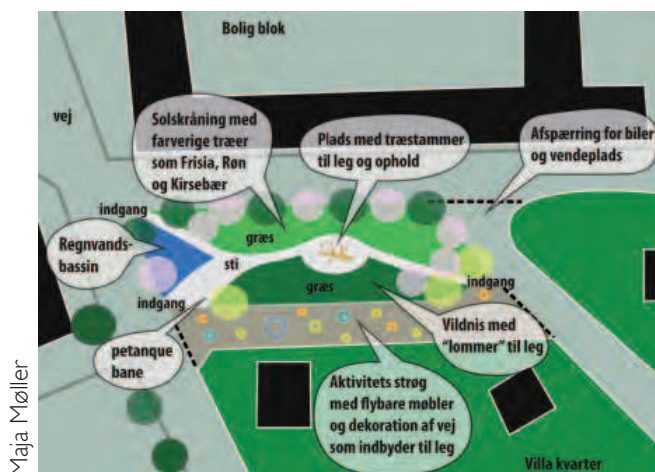 Bolig blok
vej
Solskråning med
farverige træer
som Frisia, Røn
og Kirsebær
Plads med træstammer
til leg og ophold
Afspærring for biler
og vendeplads
indgang
Regnvands-
bassin
græs
sti
indgang
græs
indgang
petanque
bane
Vildnis med
"lommer" til leg
Aktivitets strøg
med flybare møbler
og dekoration af vej
som indbyder til leg
Villa kvarter
Maja Møller